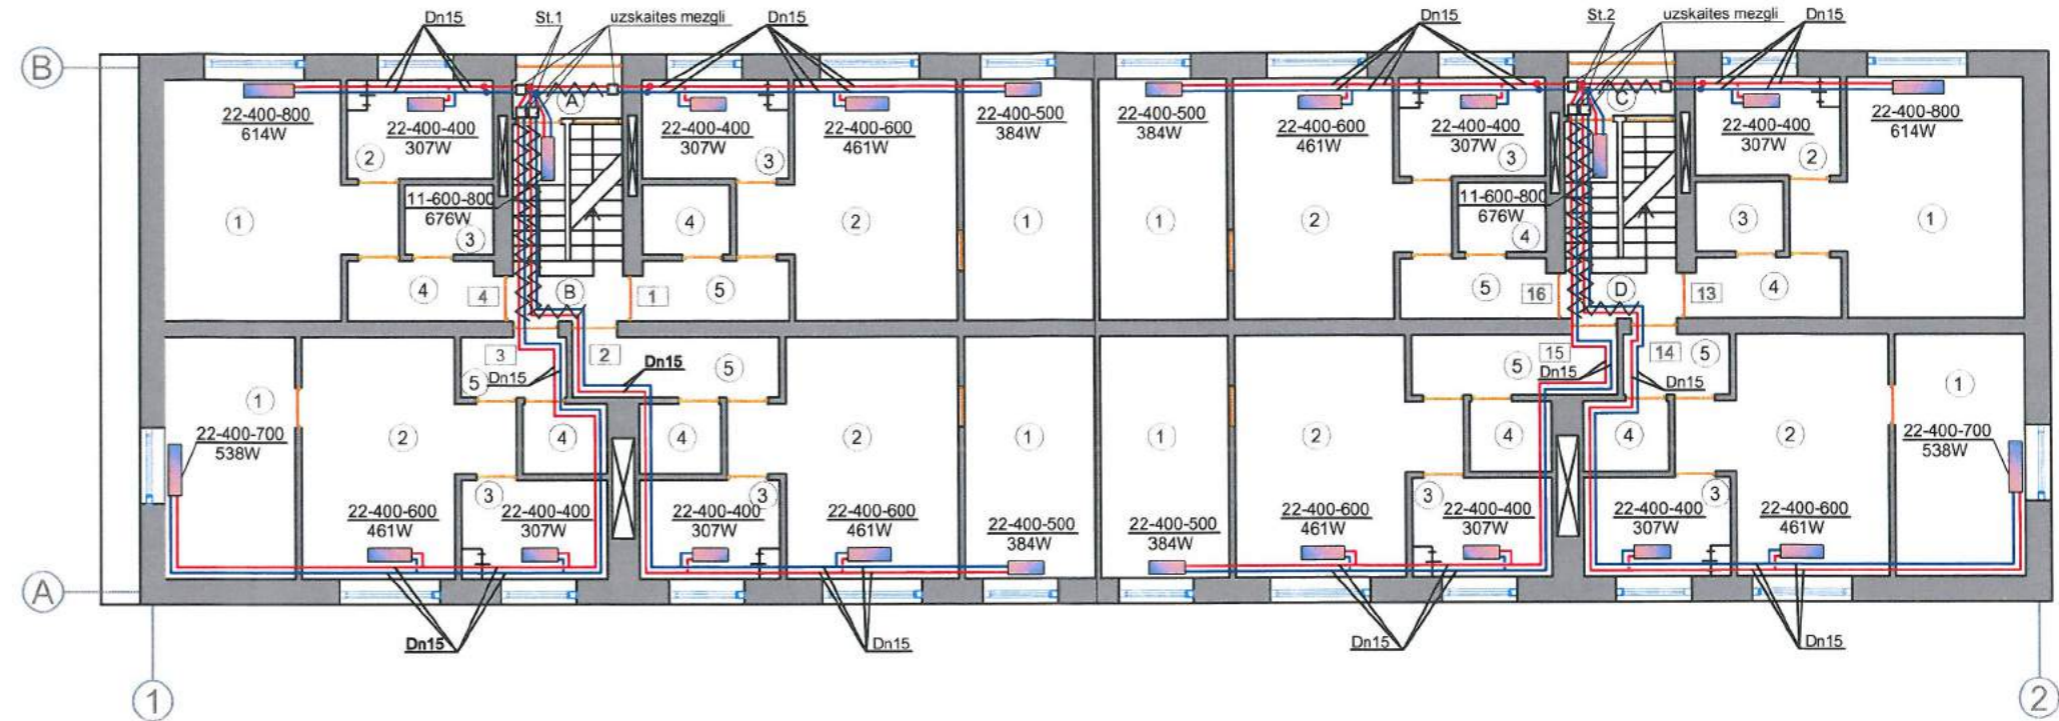 Dn15 St.1 uzskaites mezgli Dn15 Dn15 St.2 uzskaites mezgli Dn15
B
A C
22-400-800 22-400-400 22-400-400 22-400-600 22-400-500 22-400-500 22-400-600 22-400-400 22-400-400 22-400-800
614W 307W 307W 461W 384W 384W 461W 307W 307W 614W
2 3 3 2
11-600-800 11-600-800
676W 676W
1 3 4 2 1 1 2 4 3 1
4 4 B 1 5 5 16 D 13 4
3 2 Dn15 5 5 15 14 5
5 Dn15 Dn15 Dn15
1 1
22-400-700 22-400-700
538W 538W
2 4 4 2 1 1 2 4 4 2
3 3 3 3
22-400-600 22-400-400 22-400-400 22-400-600 22-400-500 22-400-500 22-400-600 22-400-400 22-400-400 22-400-600
461W 307W 307W 461W 384W 384W 461W 307W 307W 461W
A
Dn15 Dn15 Dn15 Dn15
1 2